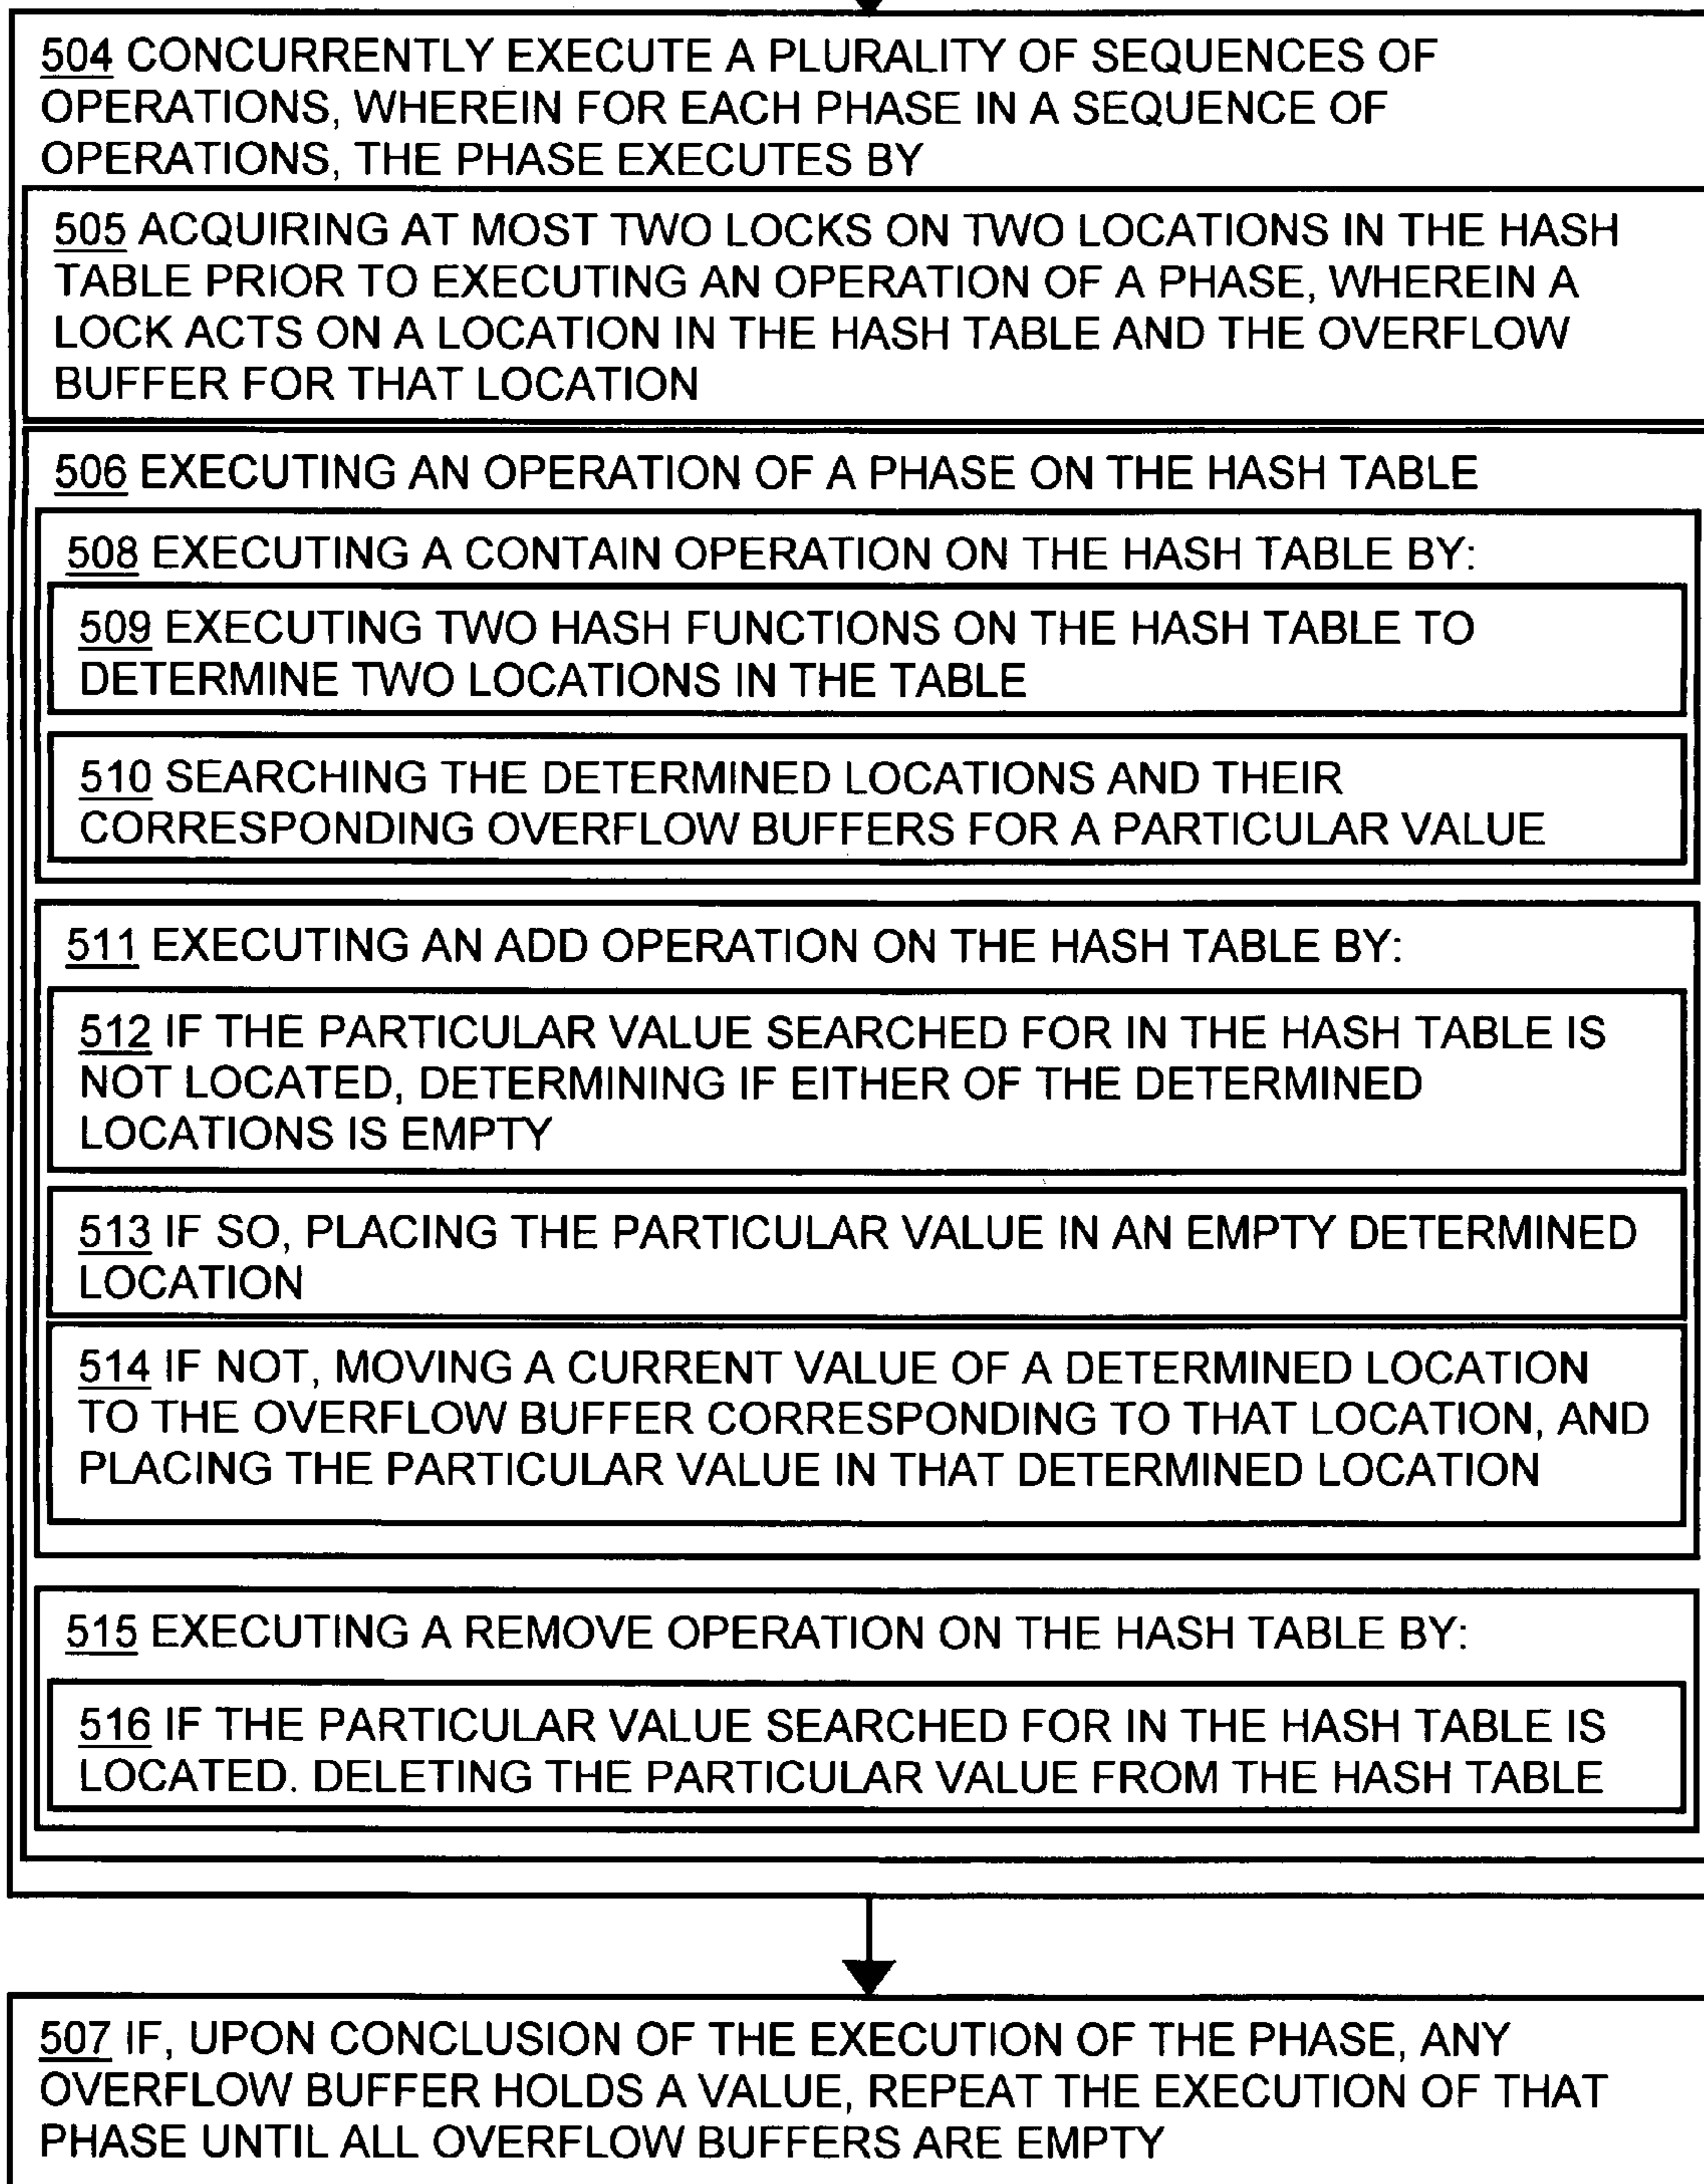 504 CONCURRENTLY EXECUTE A PLURALITY OF SEQUENCES OF
OPERATIONS, WHEREIN FOR EACH PHASE IN A SEQUENCE OF
OPERATIONS, THE PHASE EXECUTES BY
505 ACQUIRING AT MOST TWO LOCKS ON TWO LOCATIONS IN THE HASH
TABLE PRIOR TO EXECUTING AN OPERATION OF A PHASE, WHEREIN A
LOCK ACTS ON A LOCATION IN THE HASH TABLE AND THE OVERFLOW
BUFFER FOR THAT LOCATION
506 EXECUTING AN OPERATION OF A PHASE ON THE HASH TABLE
508 EXECUTING A CONTAIN OPERATION ON THE HASH TABLE BY:
509 EXECUTING TWO HASH FUNCTIONS ON THE HASH TABLE TO
DETERMINE TWO LOCATIONS IN THE TABLE
510 SEARCHING THE DETERMINED LOCATIONS AND THEIR
CORRESPONDING OVERFLOW BUFFERS FOR A PARTICULAR VALUE
511 EXECUTING AN ADD OPERATION ON THE HASH TABLE BY:
512 IF THE PARTICULAR VALUE SEARCHED FOR IN THE HASH TABLE IS
NOT LOCATED, DETERMINING IF EITHER OF THE DETERMINED
LOCATIONS IS EMPTY
513 IF SO, PLACING THE PARTICULAR VALUE IN AN EMPTY DETERMINED
LOCATION
514 IF NOT, MOVING A CURRENT VALUE OF A DETERMINED LOCATION
TO THE OVERFLOW BUFFER CORRESPONDING TO THAT LOCATION, AND
PLACING THE PARTICULAR VALUE IN THAT DETERMINED LOCATION
515 EXECUTING A REMOVE OPERATION ON THE HASH TABLE BY:
516 IF THE PARTICULAR VALUE SEARCHED FOR IN THE HASH TABLE IS
LOCATED. DELETING THE PARTICULAR VALUE FROM THE HASH TABLE
507 IF, UPON CONCLUSION OF THE EXECUTION OF THE PHASE, ANY
OVERFLOW BUFFER HOLDS A VALUE, REPEAT THE EXECUTION OF THAT
PHASE UNTIL ALL OVERFLOW BUFFERS ARE EMPTY